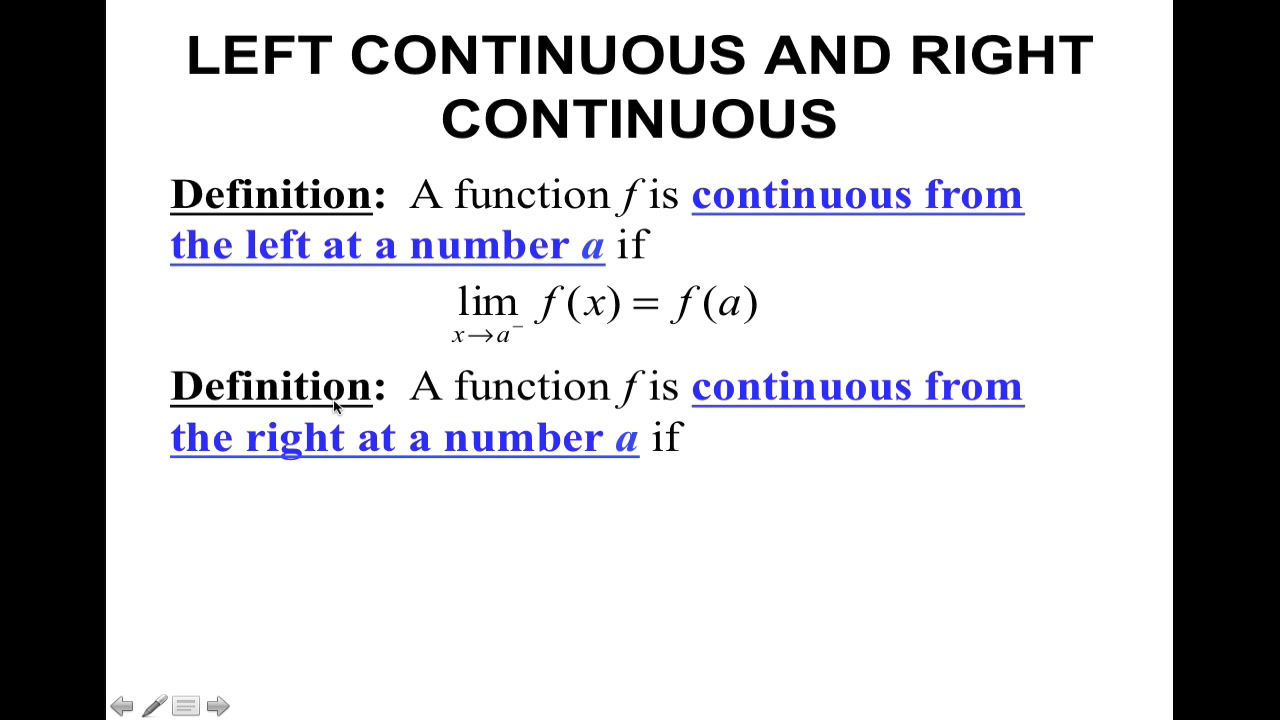 LEFT CONTINUOUS AND RIGHT
CONTINUOUS
Definition: A function f is continuous from
the left at a number a if
lim f(x) = f(a)
x→a⁻
Definition: A function f is continuous from
the right at a number a if